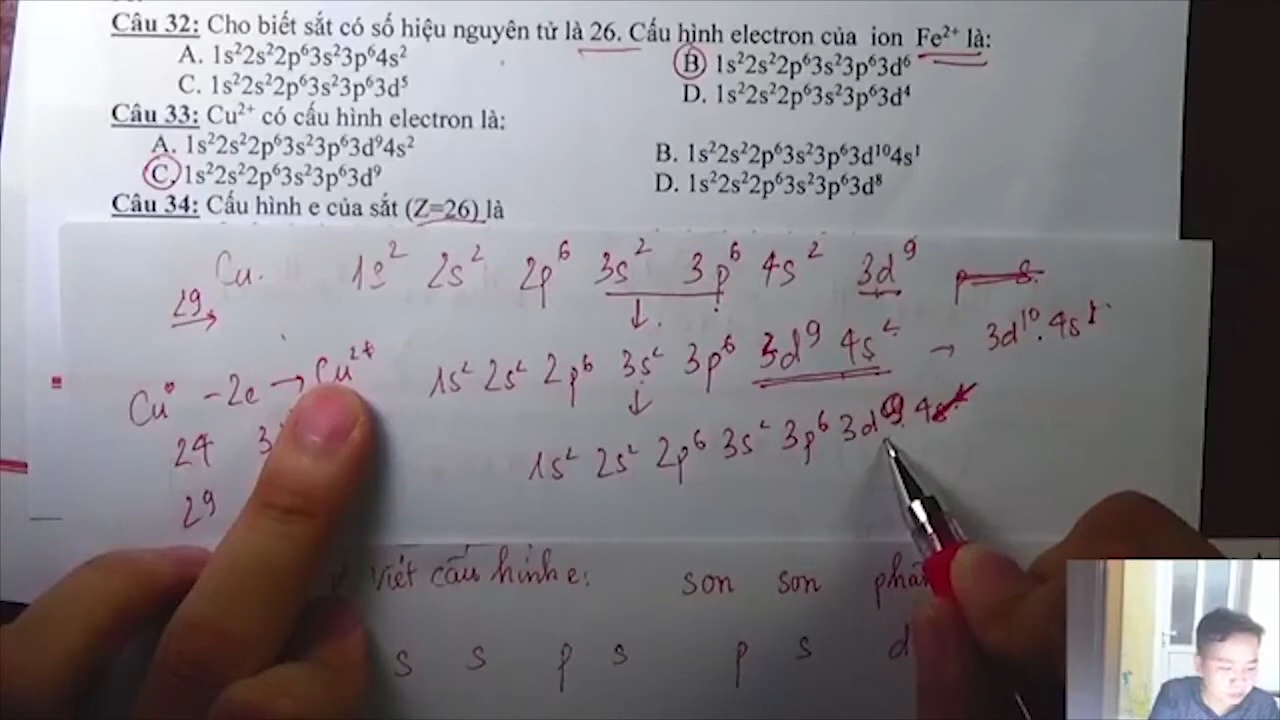 Câu 32: Cho biết sắt có số hiệu nguyên tử là 26. Cấu hình electron của ion Fe²⁺ là:
A. 1s²2s²2p⁶3s²3p⁶4s² B. 1s²2s²2p⁶3s²3p⁶3d⁶
C. 1s²2s²2p⁶3s²3p⁶3d⁵ D. 1s²2s²2p⁶3s²3p⁶3d⁴
Câu 33: Cu²⁺ có cấu hình electron là:
A. 1s²2s²2p⁶3s²3p⁶3d⁹4s² B. 1s²2s²2p⁶3s²3p⁶3d¹⁰4s¹
C. 1s²2s²2p⁶3s²3p⁶3d⁹ D. 1s²2s²2p⁶3s²3p⁶3d⁸
Câu 34: Cấu hình e của sắt (Z=26) là
Cu. 1s² 2s² 2p⁶ 3s² 3p⁶ 4s² 3d⁹
29
↓
1s² 2s² 2p⁶ 3s² 3p⁶ 3d⁹ 4s² → 3d¹⁰ 4s¹
Cu⁰ -2e → Cu²⁺
↓
1s² 2s² 2p⁶ 3s² 3p⁶ 3d⁹ 4s
24
29
Viết cấu hình e: son son
s s p s p s d